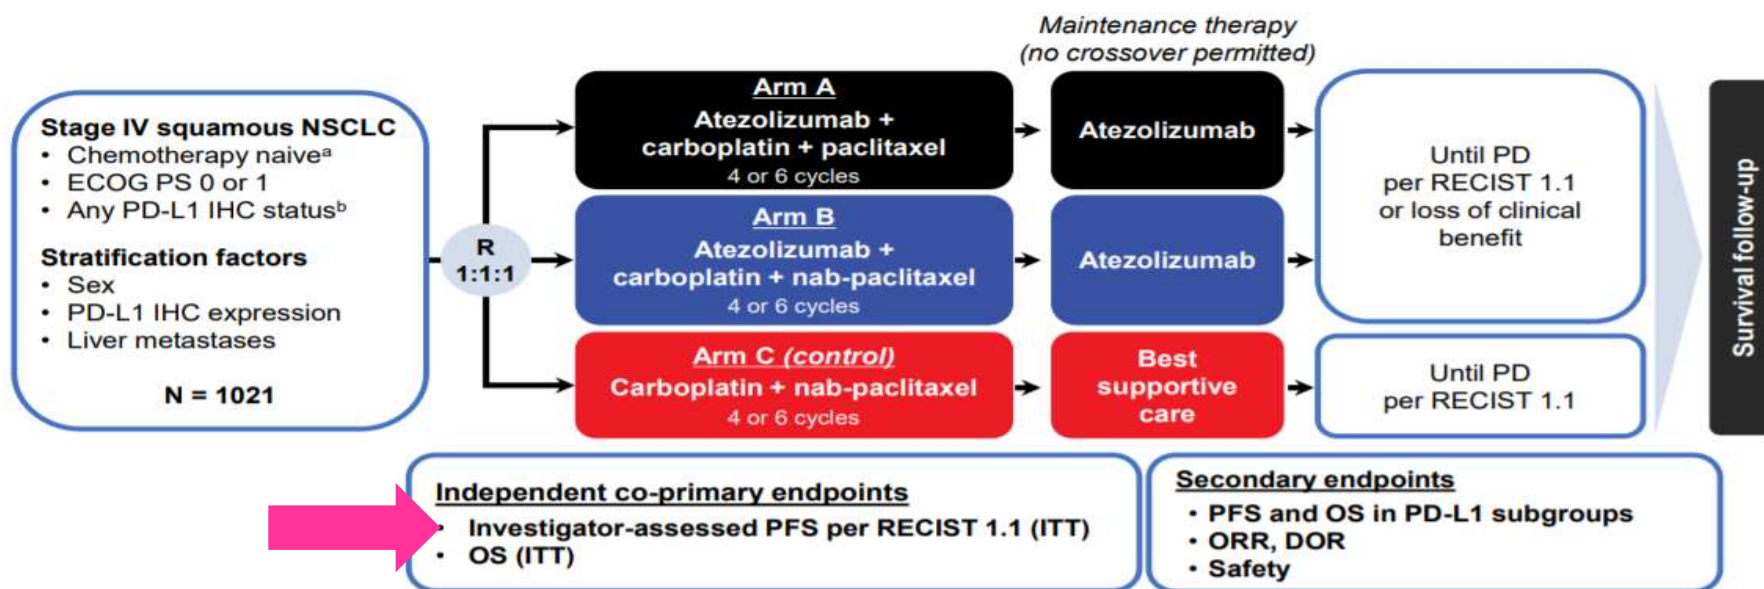 Maintenance therapy
(no crossover permitted)
Stage IV squamous NSCLC
• Chemotherapy naiveᵃ
• ECOG PS 0 or 1
• Any PD-L1 IHC statusᵇ
Stratification factors
• Sex
• PD-L1 IHC expression
• Liver metastases
N = 1021
R
1:1:1
Arm A
Atezolizumab +
carboplatin + paclitaxel
4 or 6 cycles
Atezolizumab
Arm B
Atezolizumab +
carboplatin + nab-paclitaxel
4 or 6 cycles
Atezolizumab
Until PD
per RECIST 1.1
or loss of clinical
benefit
Arm C (control)
Carboplatin + nab-paclitaxel
4 or 6 cycles
Best
supportive
care
Until PD
per RECIST 1.1
Survival follow-up
Independent co-primary endpoints
• Investigator-assessed PFS per RECIST 1.1 (ITT)
• OS (ITT)
Secondary endpoints
• PFS and OS in PD-L1 subgroups
• ORR, DOR
• Safety